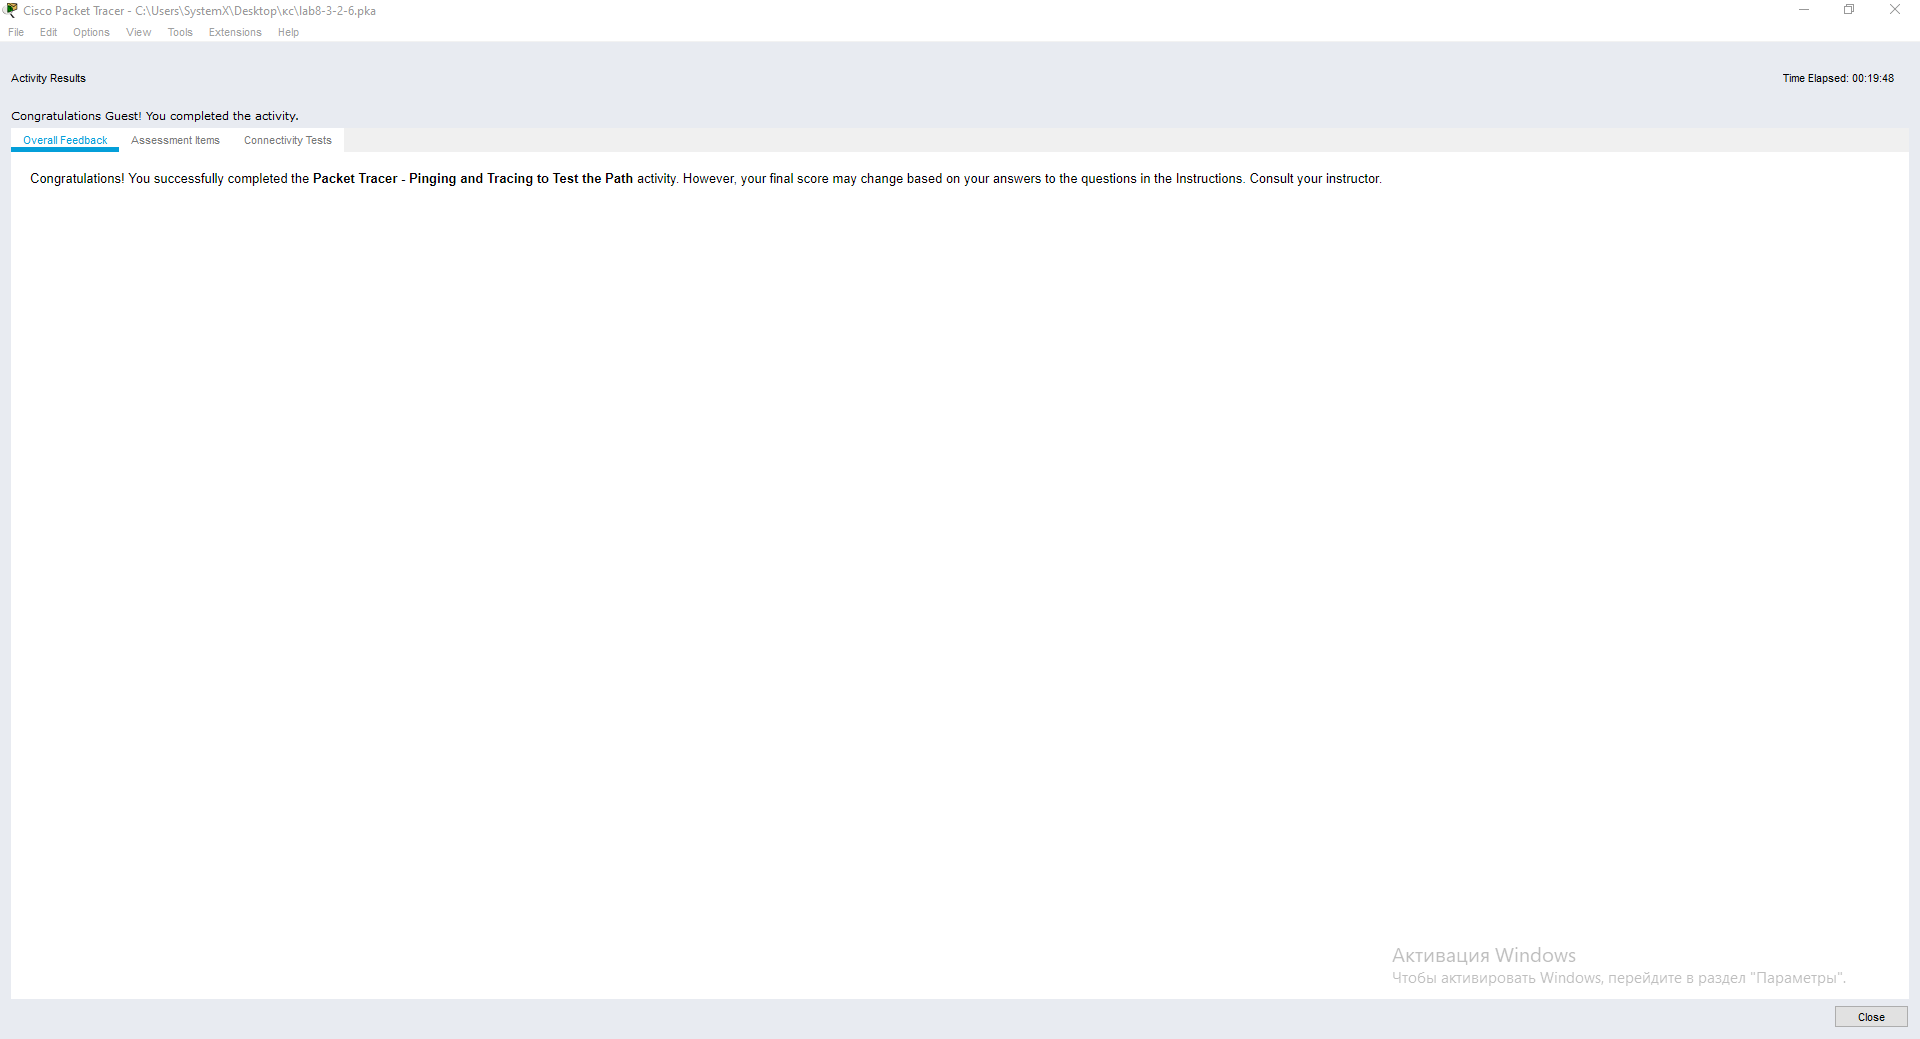 Cisco Packet Tracer - C:\Users\SystemX\Desktop\кс\lab8-3-2-6.pka
File Edit Options View Tools Extensions Help
Activity Results
Time Elapsed: 00:19:48
Congratulations Guest! You completed the activity.
Overall Feedback Assessment Items Connectivity Tests
Congratulations! You successfully completed the Packet Tracer - Pinging and Tracing to Test the Path activity. However, your final score may change based on your answers to the questions in the Instructions. Consult your instructor.
Активация Windows
Чтобы активировать Windows, перейдите в раздел "Параметры".
Close